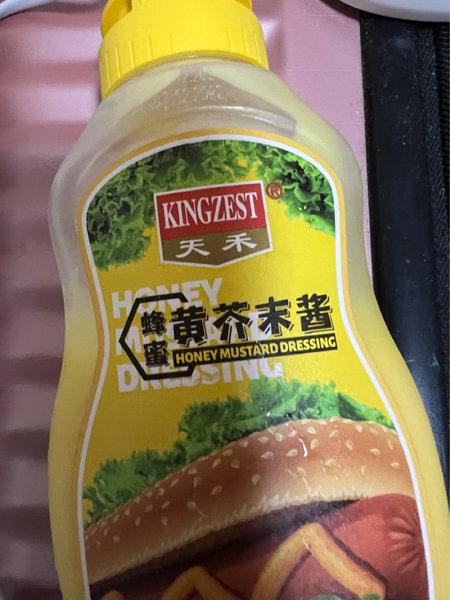 KINGZEST
®
天禾
HONEY
蜂蜜
黄芥末酱
HONEY MUSTARD DRESSING
DRESSING